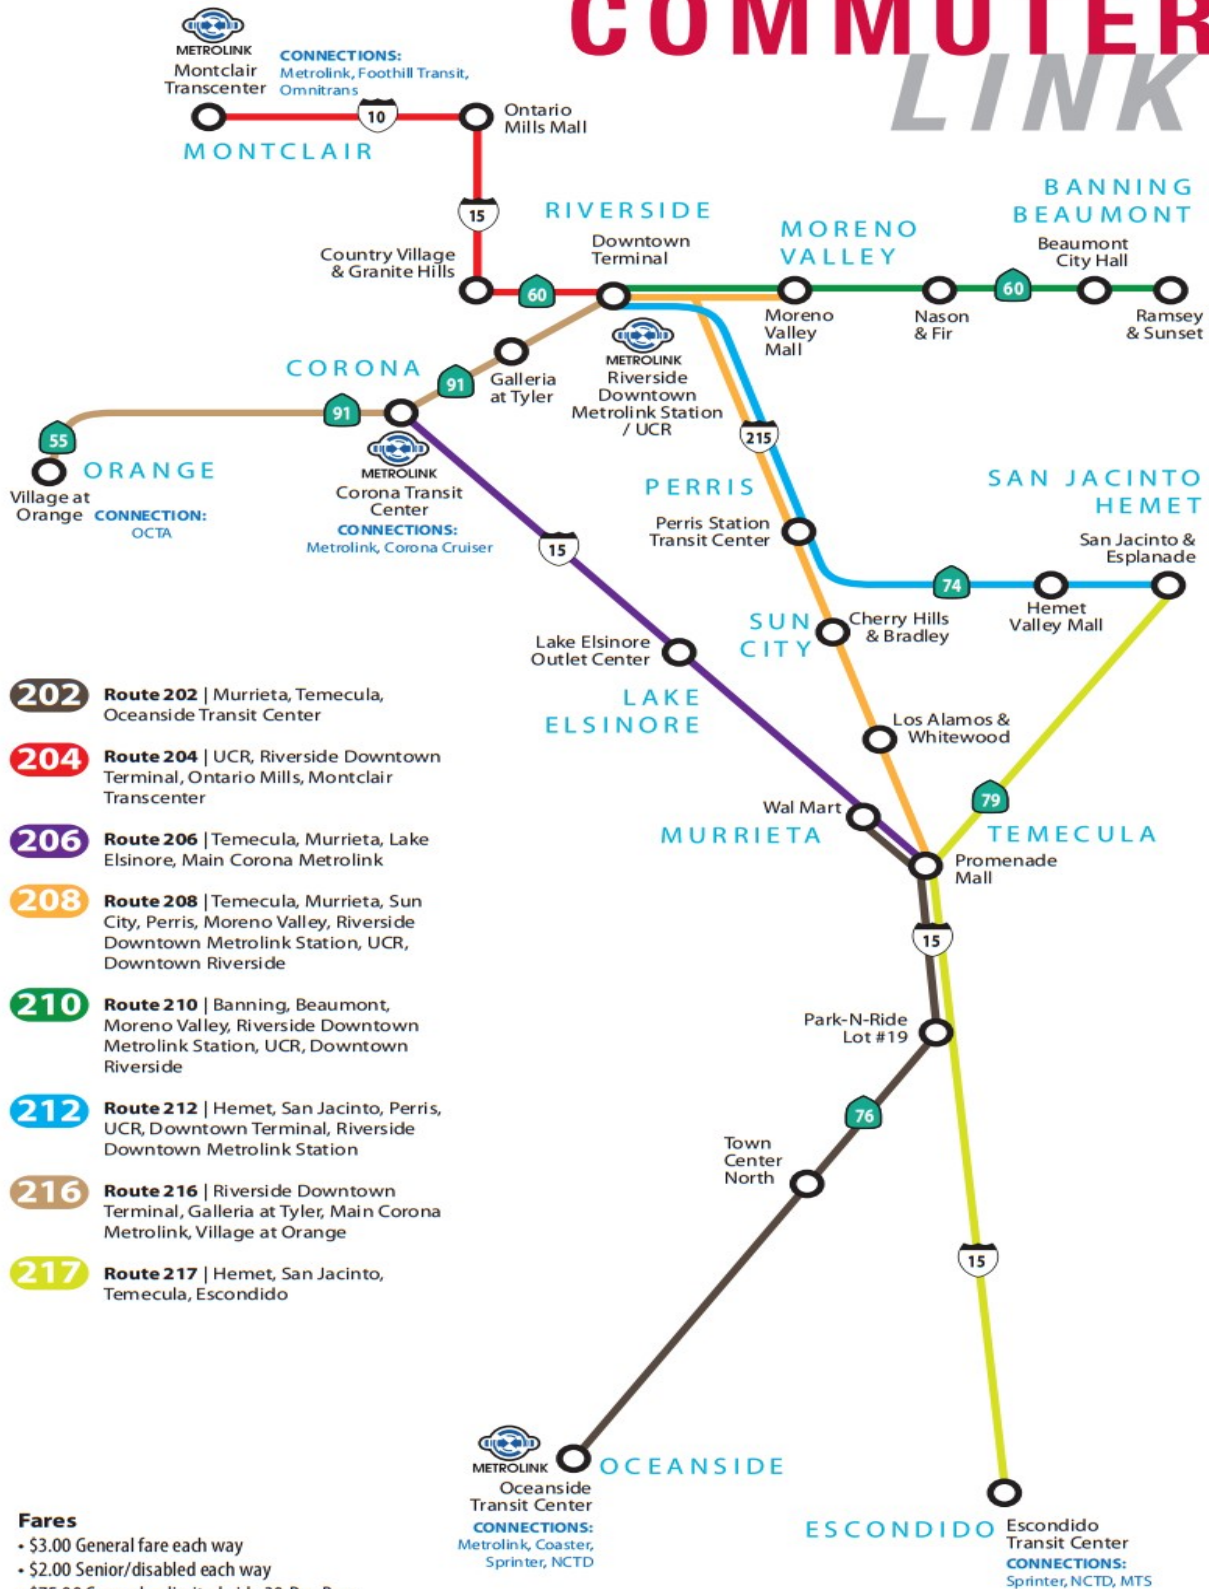 COMMUTER
LINK
METROLINK
Montclair
Transcenter
CONNECTIONS:
Metrolink, Foothill Transit,
Omnitrans
10
Ontario
Mills Mall
MONTCLAIR
15
Country Village
& Granite Hills
60
RIVERSIDE
Downtown
Terminal
MORENO
VALLEY
BANNING
BEAUMONT
Beaumont
City Hall
60
Moreno
Valley
Mall
Nason
& Fir
Ramsey
& Sunset
METROLINK
Riverside
Downtown
Metrolink Station
/ UCR
CORONA
91
Galleria
at Tyler
91
55
ORANGE
Village at
Orange
CONNECTION:
OCTA
METROLINK
Corona Transit
Center
CONNECTIONS:
Metrolink, Corona Cruiser
215
PERRIS
Perris Station
Transit Center
SAN JACINTO
HEMET
San Jacinto &
Esplanade
15
74
Hemet
Valley Mall
SUN
CITY
Cherry Hills
& Bradley
Lake Elsinore
Outlet Center
LAKE
ELSINORE
Los Alamos &
Whitewood
Wal Mart
MURRIETA
79
TEMECULA
Promenade
Mall
15
Park-N-Ride
Lot #19
76
Town
Center
North
15
202
Route 202 | Murrieta, Temecula,
Oceanside Transit Center
204
Route 204 | UCR, Riverside Downtown
Terminal, Ontario Mills, Montclair
Transcenter
206
Route 206 | Temecula, Murrieta, Lake
Elsinore, Main Corona Metrolink
208
Route 208 | Temecula, Murrieta, Sun
City, Perris, Moreno Valley, Riverside
Downtown Metrolink Station, UCR,
Downtown Riverside
210
Route 210 | Banning, Beaumont,
Moreno Valley, Riverside Downtown
Metrolink Station, UCR, Downtown
Riverside
212
Route 212 | Hemet, San Jacinto, Perris,
UCR, Downtown Terminal, Riverside
Downtown Metrolink Station
216
Route 216 | Riverside Downtown
Terminal, Galleria at Tyler, Main Corona
Metrolink, Village at Orange
217
Route 217 | Hemet, San Jacinto,
Temecula, Escondido
METROLINK
OCEANSIDE
Oceanside
Transit Center
CONNECTIONS:
Metrolink, Coaster,
Sprinter, NCTD
ESCONDIDO
Escondido
Transit Center
CONNECTIONS:
Sprinter, NCTD, MTS
Fares
• $3.00 General fare each way
• $2.00 Senior/disabled each way